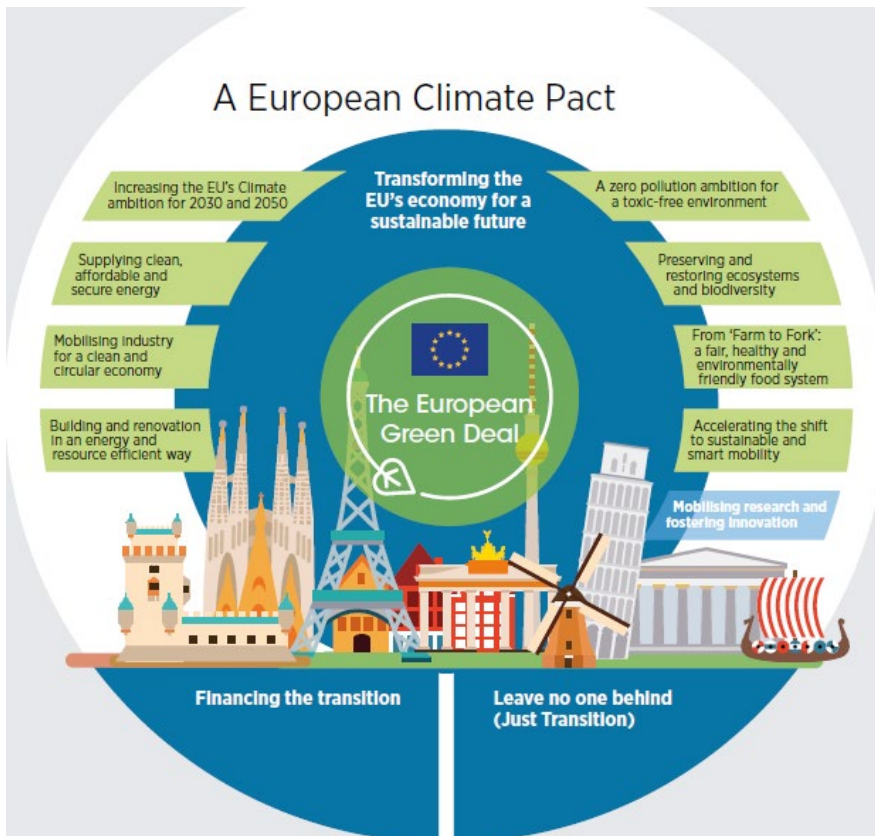 A European Climate Pact
Transforming the
EU's economy for a
sustainable future
Increasing the EU's Climate
ambition for 2030 and 2050
Supplying clean,
affordable and
secure energy
Mobilising industry
for a clean and
circular economy
Building and renovation
in an energy and
resource efficient way
The European
Green Deal
A zero pollution ambition for
a toxic-free environment
Preserving and
restoring ecosystems
and biodiversity
From ‘Farm to Fork’:
a fair, healthy and
environmentally
friendly food system
Accelerating the shift
to sustainable and
smart mobility
Mobilising research and
fostering innovation
Financing the transition
Leave no one behind
(Just Transition)